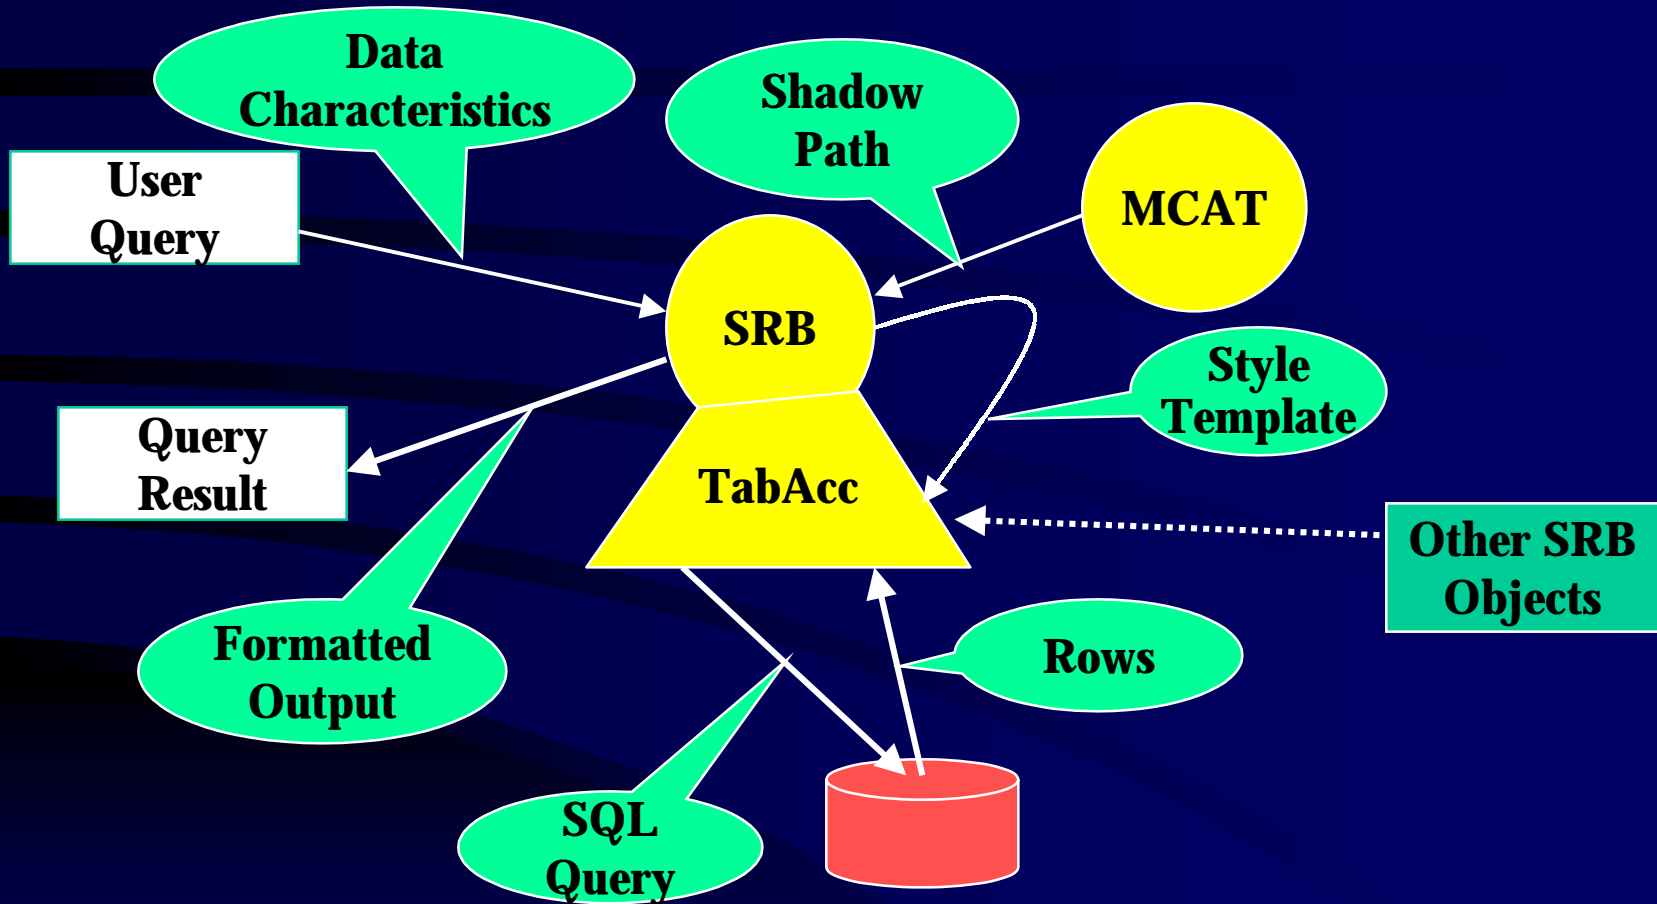 Data
Characteristics
Shadow
Path
User
Query
MCAT
SRB
Style
Template
Query
Result
TabAcc
Other SRB
Objects
Formatted
Output
Rows
SQL
Query